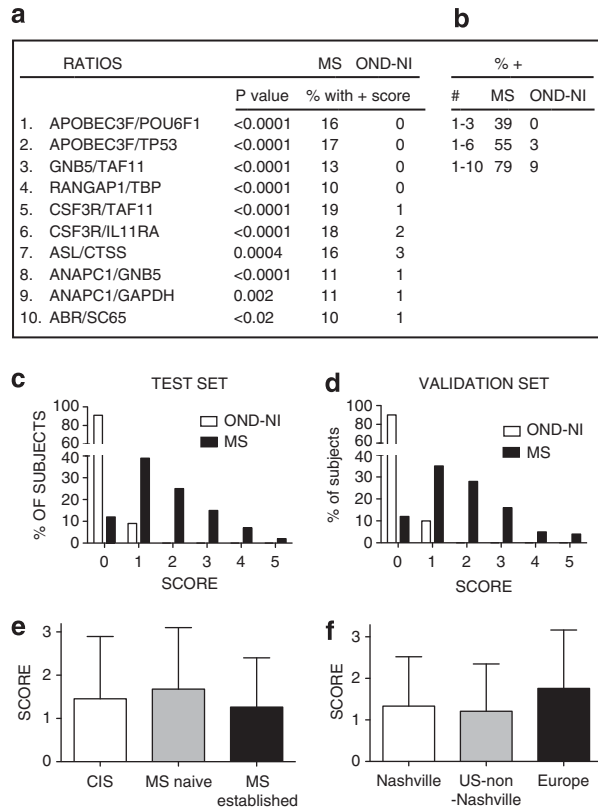 a
b
RATIOS MS OND-NI
% +
P value % with + score
# MS OND-NI
1. APOBEC3F/POU6F1 <0.0001 16 0
1-3 39 0
2. APOBEC3F/TP53 <0.0001 17 0
1-6 55 3
3. GNB5/TAF11 <0.0001 13 0
1-10 79 9
4. RANGAP1/TBP <0.0001 10 0
5. CSF3R/TAF11 <0.0001 19 1
6. CSF3R/IL11RA <0.0001 18 2
7. ASL/CTSS 0.0004 16 3
8. ANAPC1/GNB5 <0.0001 11 1
9. ANAPC1/GAPDH 0.002 11 1
10. ABR/SC65 <0.02 10 1
c
TEST SET
% OF SUBJECTS
100
80
60
40
30
20
10
0
OND-NI
MS
0 1 2 3 4 5
SCORE
d
VALIDATION SET
% of subjects
100
80
60
40
30
20
10
0
OND-NI
MS
0 1 2 3 4 5
SCORE
e
SCORE
3
2
1
0
CIS MS naive MS
established
f
SCORE
3
2
1
0
Nashville US-non Europe
-Nashville